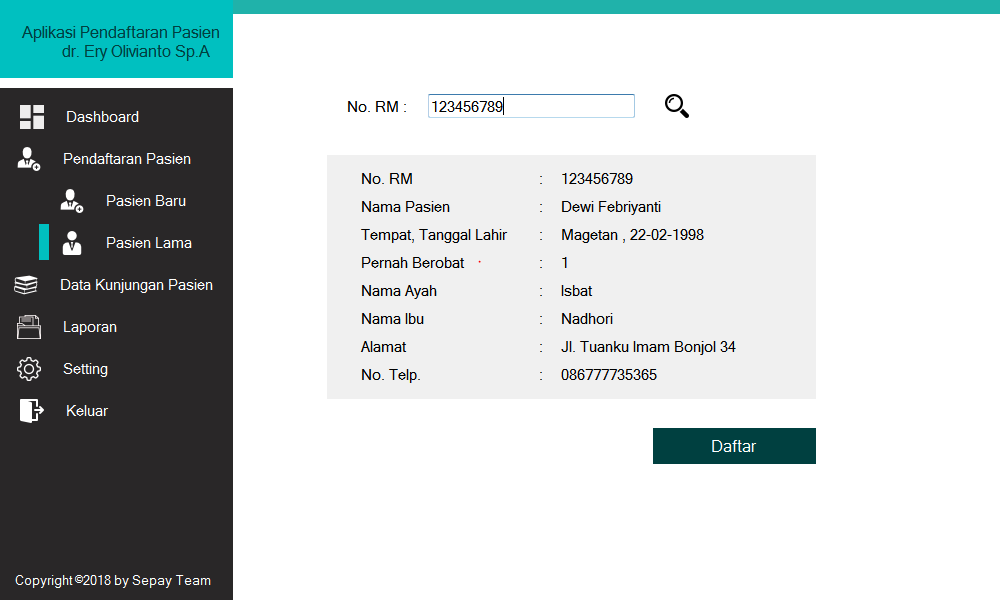 Aplikasi Pendaftaran Pasien
dr. Ery Olivianto Sp.A
Dashboard
Pendaftaran Pasien
Pasien Baru
Pasien Lama
Data Kunjungan Pasien
Laporan
Setting
Keluar
Copyright©2018 by Sepay Team
No. RM : 123456789
No. RM : 123456789
Nama Pasien : Dewi Febriyanti
Tempat, Tanggal Lahir : Magetan , 22-02-1998
Pernah Berobat : 1
Nama Ayah : Isbat
Nama Ibu : Nadhori
Alamat : Jl. Tuanku Imam Bonjol 34
No. Telp. : 086777735365
Daftar